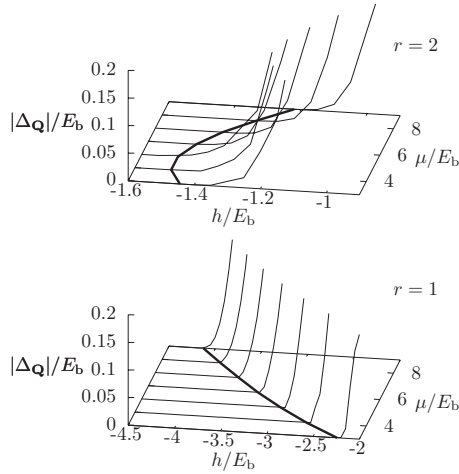 r = 2
0.2
0.15
|Δ_Q|/E_b 0.1
0.05
0
-1.6 -1.4 -1.2 -1
h/E_b
8
6 μ/E_b
4
r = 1
0.2
0.15
|Δ_Q|/E_b 0.1
0.05
0
-4.5 -4 -3.5 -3 -2.5 -2
h/E_b
8
6 μ/E_b
4